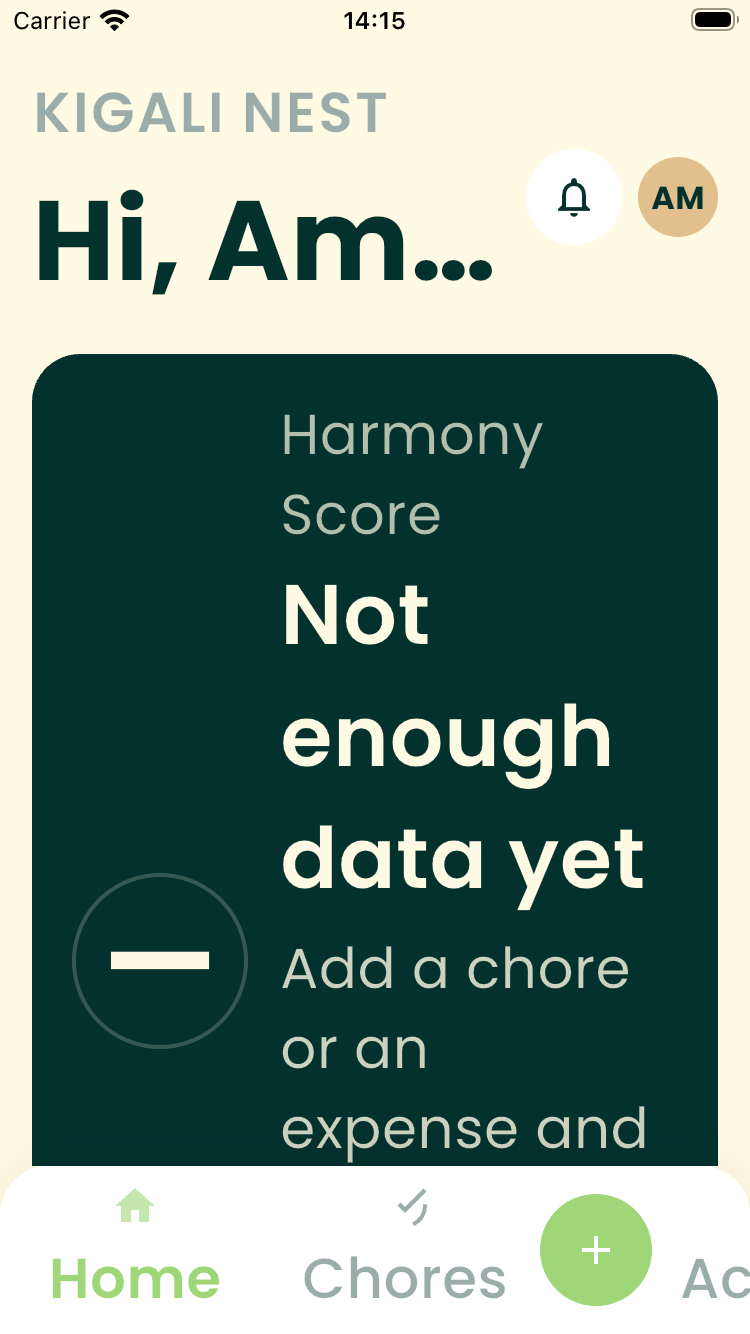 Carrier 14:15
KIGALI NEST
Hi, Am...
AM
Harmony
Score
Not
enough
data yet
Add a chore
or an
expense and
Home Chores + Ac